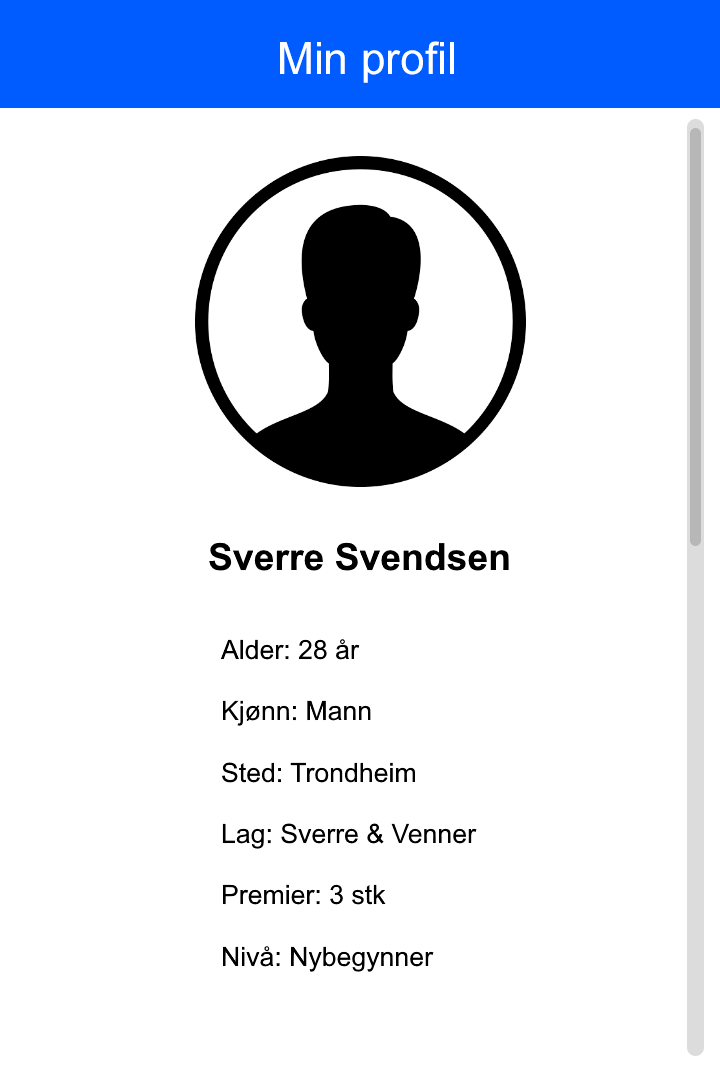 Min profil
Sverre Svendsen
Alder: 28 år
Kjønn: Mann
Sted: Trondheim
Lag: Sverre & Venner
Premier: 3 stk
Nivå: Nybegynner